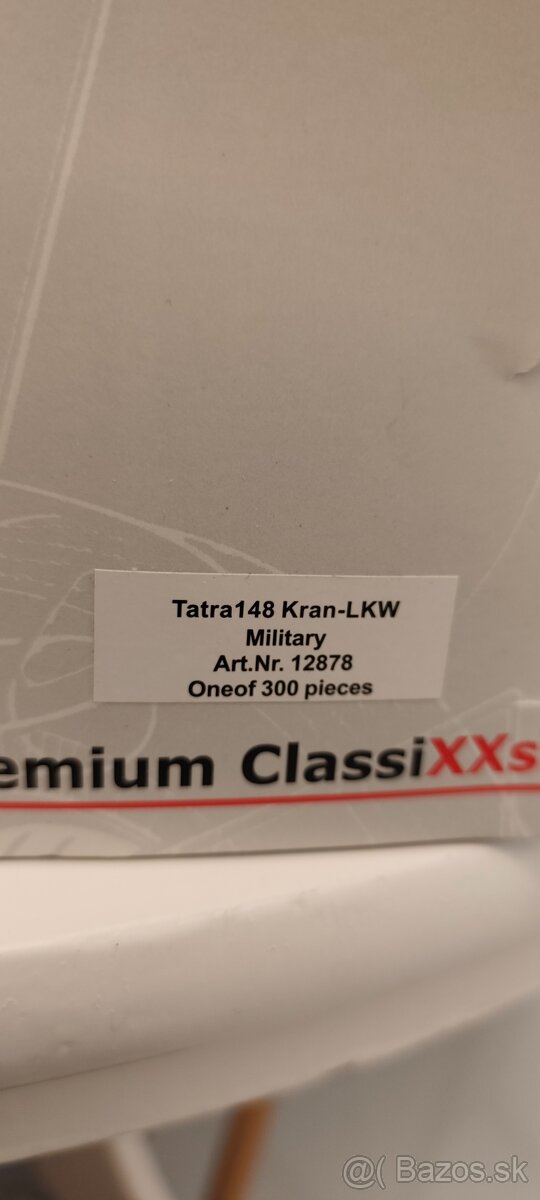 Tatra148 Kran-LKW
Military
Art.Nr. 12878
Oneof 300 pieces
emium ClassiXXs
@( Bazos.sk